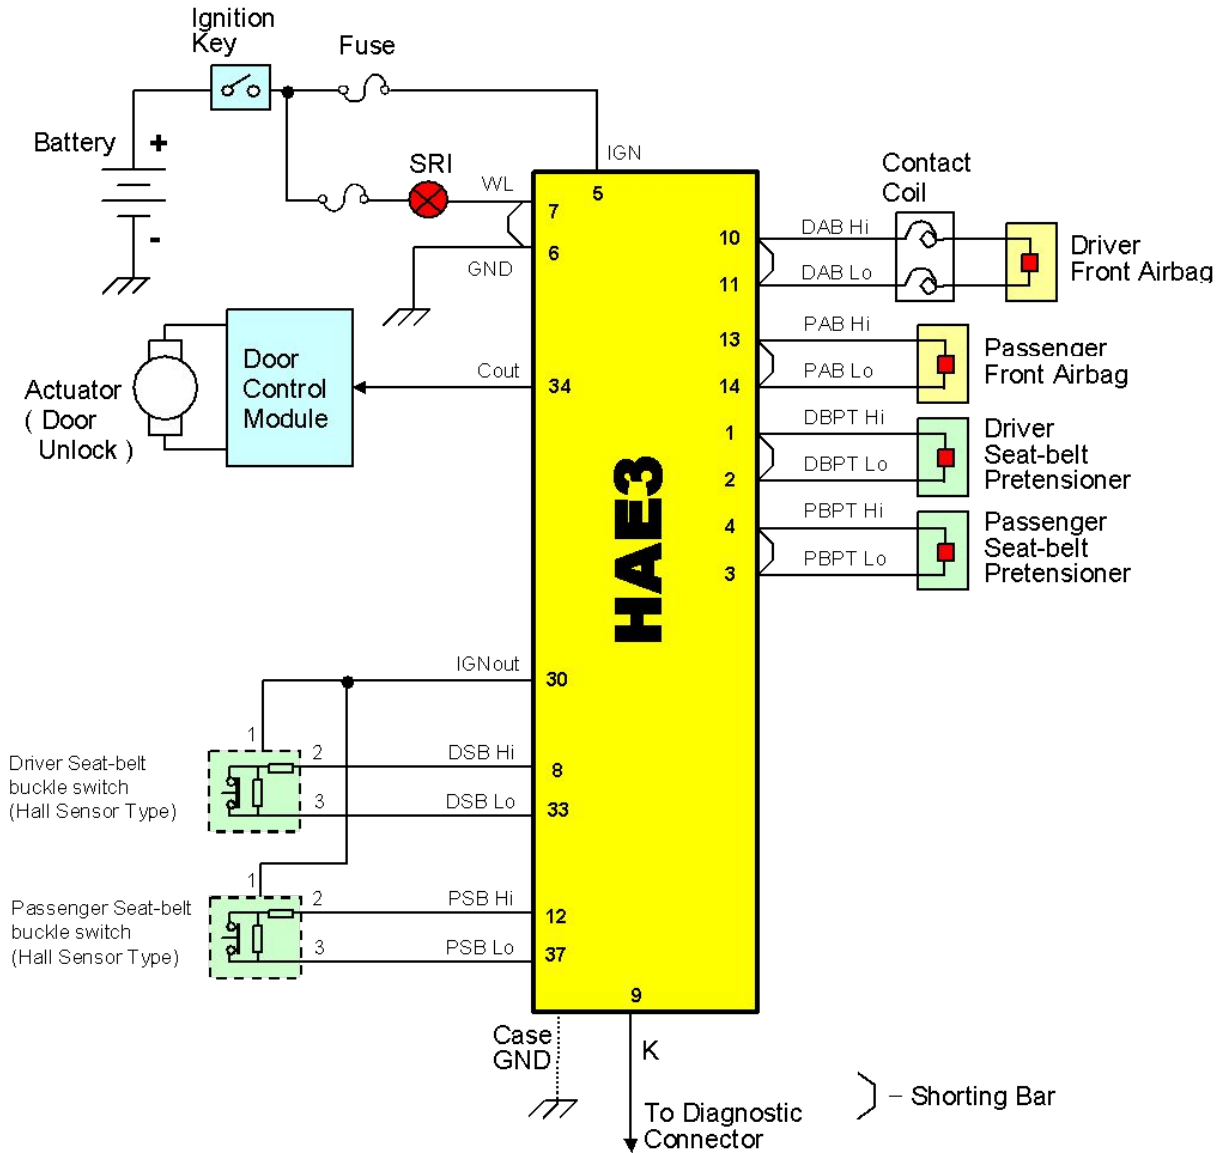 Ignition
Key
Fuse
Battery
+
-
SRI
WL
IGN
7
5
6
GND
Contact
Coil
10
DAB Hi
11
DAB Lo
Driver
Front Airbag
13
PAB Hi
14
PAB Lo
Passenger
Front Airbag
Actuator
( Door
Unlock )
Door
Control
Module
Cout
34
1
DBPT Hi
2
DBPT Lo
Driver
Seat-belt
Pretensioner
4
PBPT Hi
3
PBPT Lo
Passenger
Seat-belt
Pretensioner
HAE3
IGNout
30
1
2
DSB Hi
8
3
DSB Lo
33
Driver Seat-belt
buckle switch
(Hall Sensor Type)
1
2
PSB Hi
12
3
PSB Lo
37
Passenger Seat-belt
buckle switch
(Hall Sensor Type)
9
Case
GND
K
To Diagnostic
Connector
– Shorting Bar